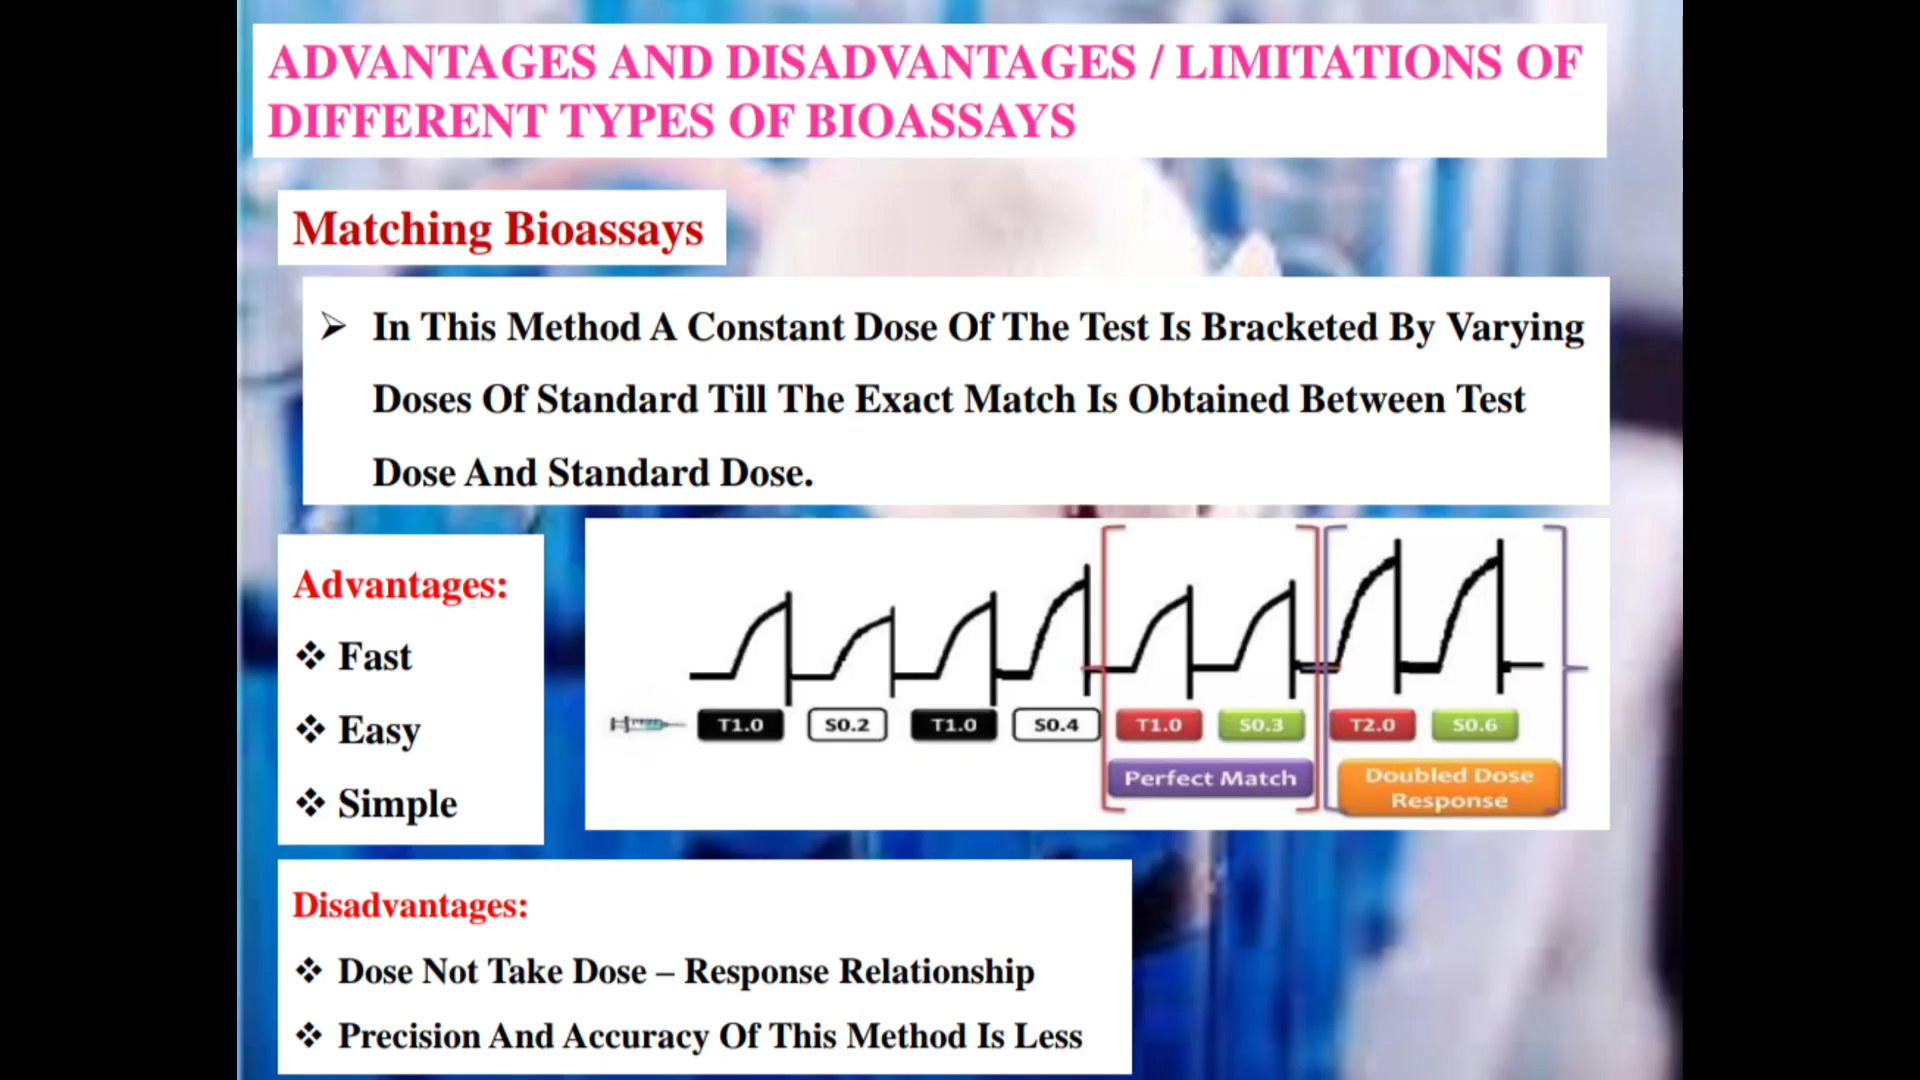 ADVANTAGES AND DISADVANTAGES / LIMITATIONS OF
DIFFERENT TYPES OF BIOASSAYS
Matching Bioassays
➢ In This Method A Constant Dose Of The Test Is Bracketed By Varying
Doses Of Standard Till The Exact Match Is Obtained Between Test
Dose And Standard Dose.
Advantages:
❖ Fast
❖ Easy
❖ Simple
T1.0 S0.2 T1.0 S0.4 T1.0 S0.3 T2.0 S0.6
Perfect Match
Doubled Dose
Response
Disadvantages:
❖ Dose Not Take Dose – Response Relationship
❖ Precision And Accuracy Of This Method Is Less